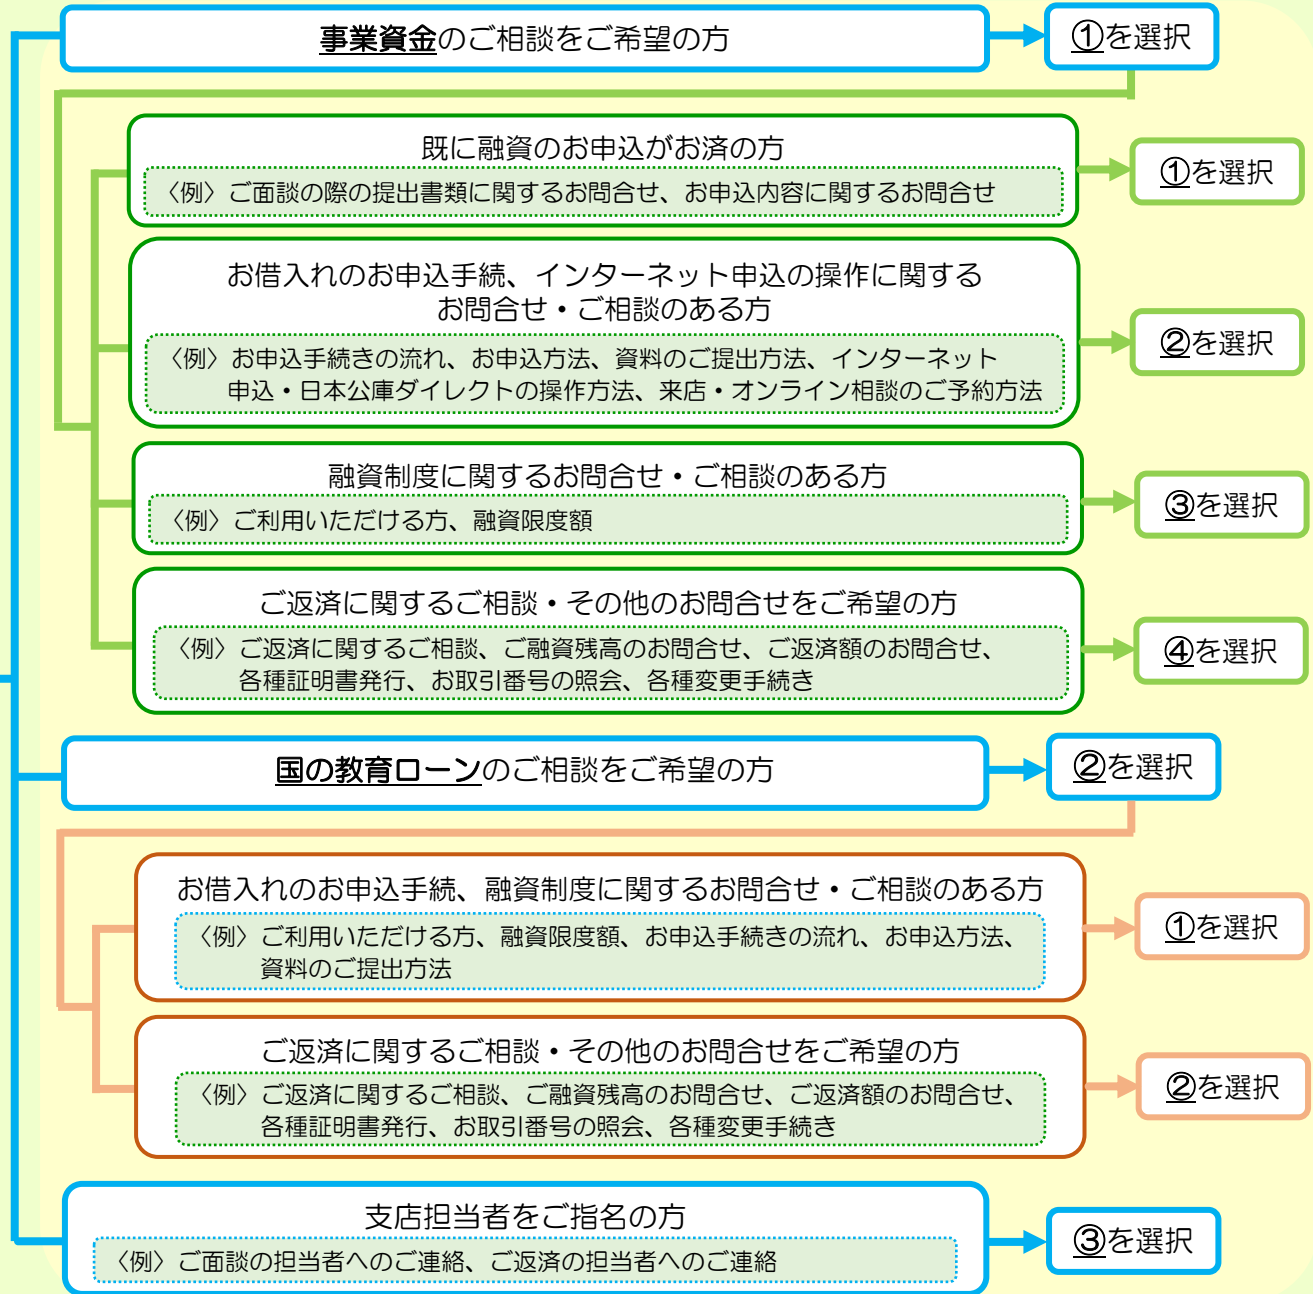 事業資金のご相談をご希望の方
①を選択
既に融資のお申込がお済の方
〈例〉ご面談の際の提出書類に関するお問合せ、お申込内容に関するお問合せ
①を選択
お借入れのお申込手続、インターネット申込の操作に関する
お問合せ・ご相談のある方
〈例〉お申込手続きの流れ、お申込方法、資料のご提出方法、インターネット
申込・日本公庫ダイレクトの操作方法、来店・オンライン相談のご予約方法
②を選択
融資制度に関するお問合せ・ご相談のある方
〈例〉ご利用いただける方、融資限度額
③を選択
ご返済に関するご相談・その他のお問合せをご希望の方
〈例〉ご返済に関するご相談、ご融資残高のお問合せ、ご返済額のお問合せ、
各種証明書発行、お取引番号の照会、各種変更手続き
④を選択
国の教育ローンのご相談をご希望の方
②を選択
お借入れのお申込手続、融資制度に関するお問合せ・ご相談のある方
〈例〉ご利用いただける方、融資限度額、お申込手続きの流れ、お申込方法、
資料のご提出方法
①を選択
ご返済に関するご相談・その他のお問合せをご希望の方
〈例〉ご返済に関するご相談、ご融資残高のお問合せ、ご返済額のお問合せ、
各種証明書発行、お取引番号の照会、各種変更手続き
②を選択
支店担当者をご指名の方
〈例〉ご面談の担当者へのご連絡、ご返済の担当者へのご連絡
③を選択